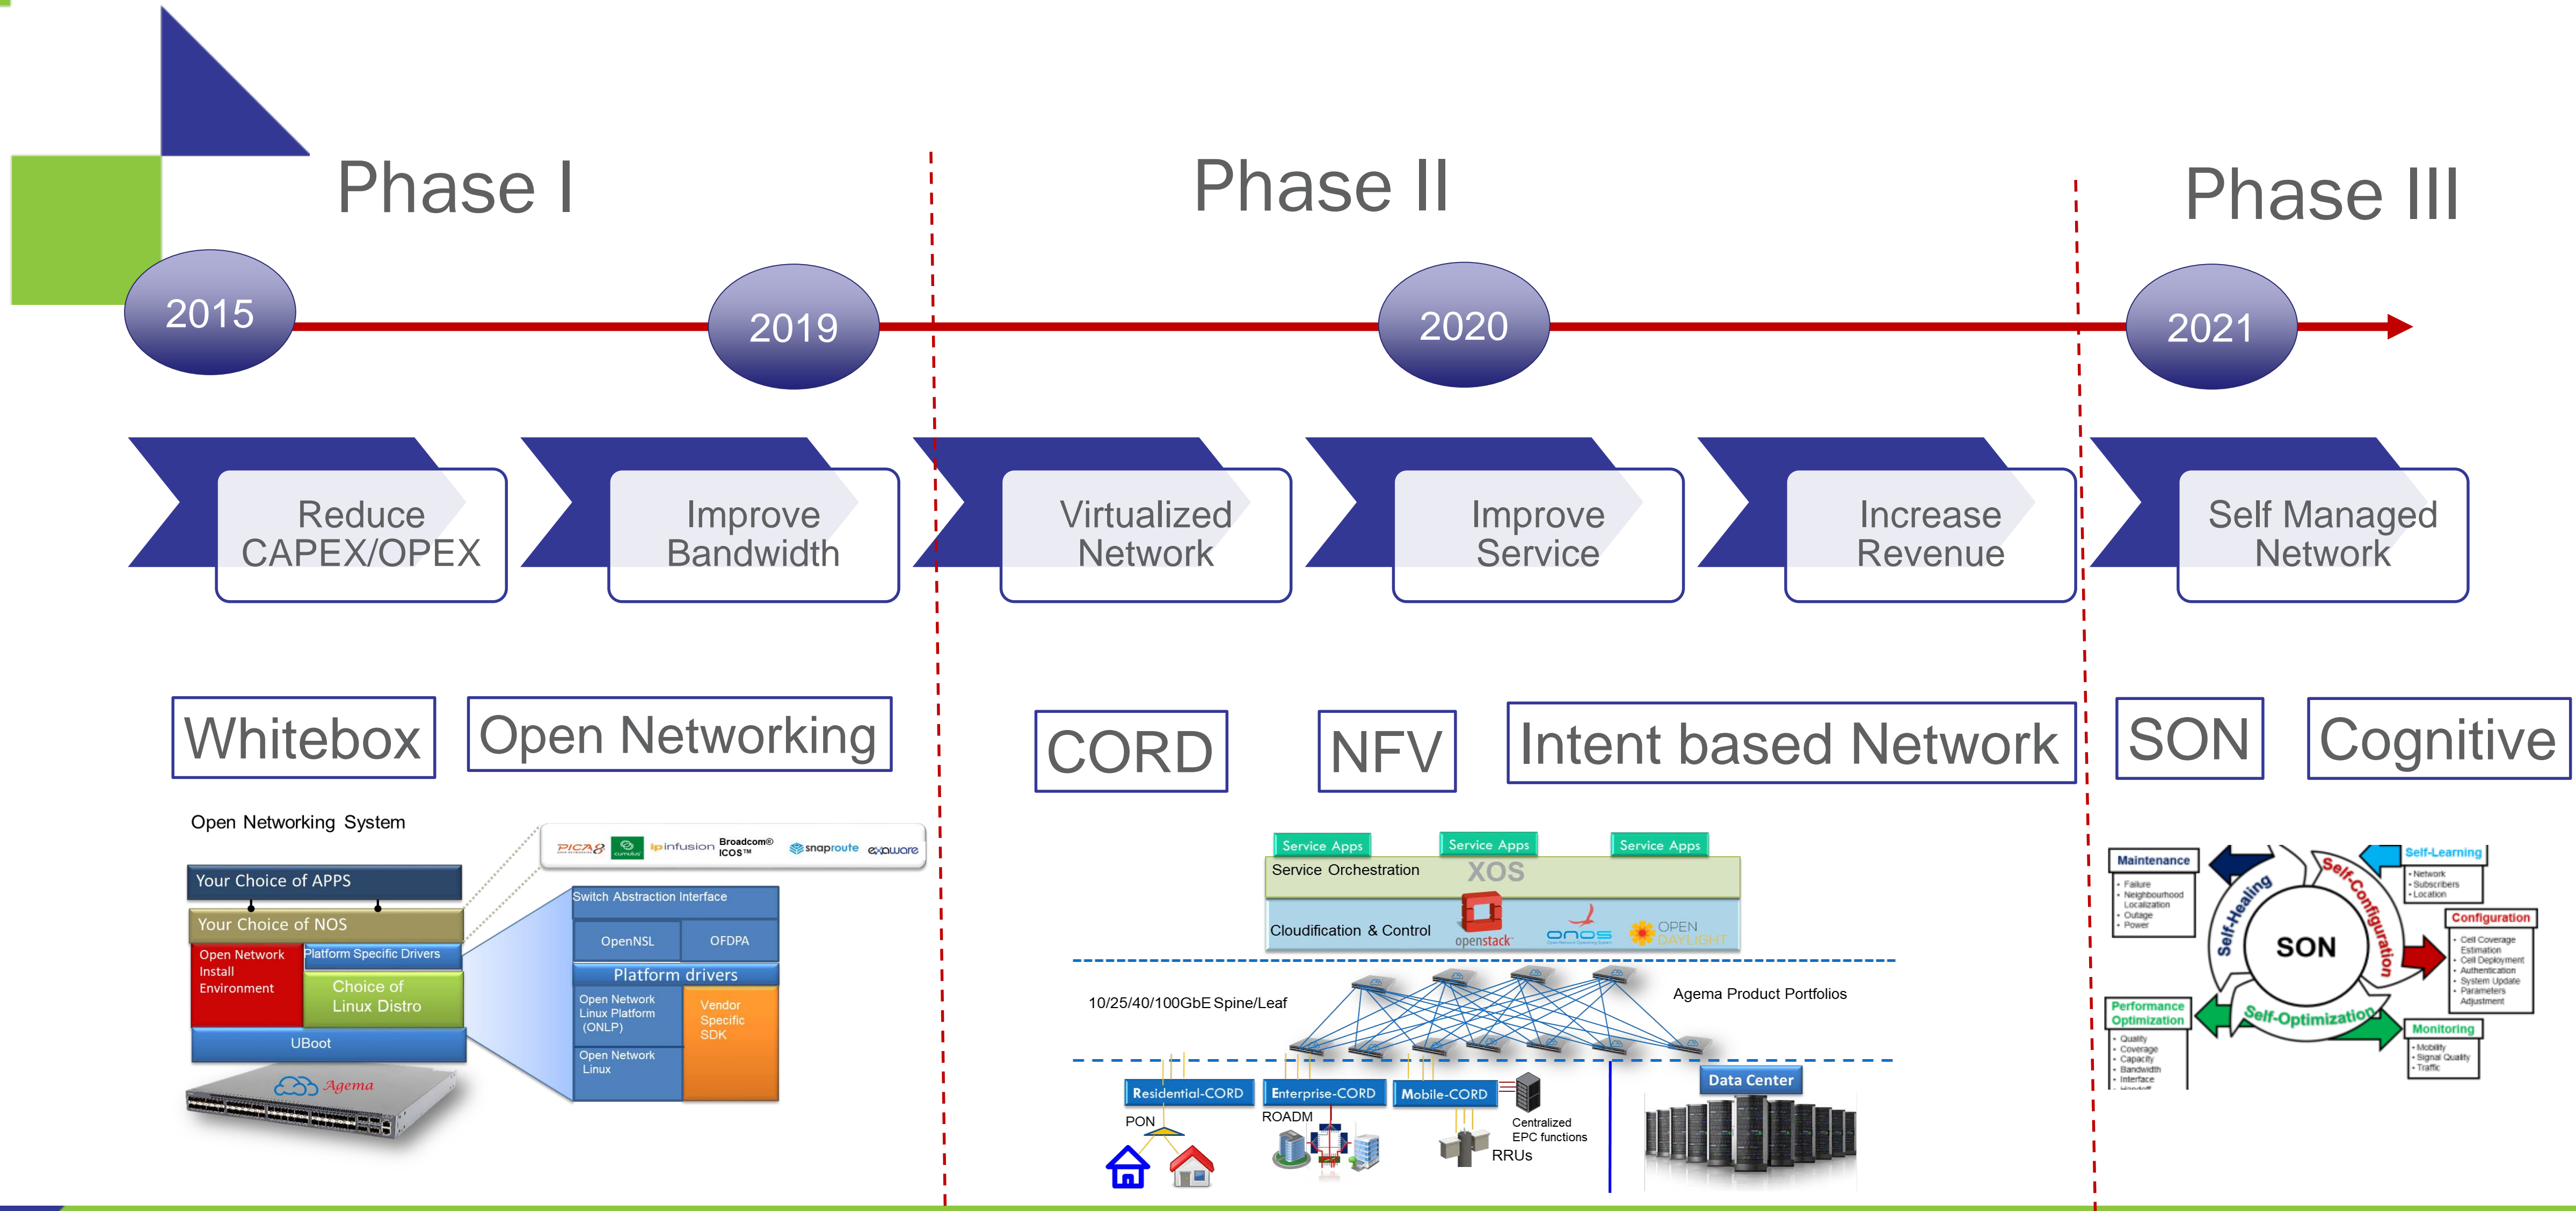 Phase I
Phase II
Phase III
2015
2019
2020
2021
Reduce
CAPEX/OPEX
Improve
Bandwidth
Virtualized
Network
Improve
Service
Increase
Revenue
Self Managed
Network
Whitebox
Open Networking
CORD
NFV
Intent based Network
SON
Cognitive
Open Networking System
PICA8
cumulus
ipinfusion
Broadcom®
ICOS™
snaproute
exaware
Your Choice of APPS
Your Choice of NOS
Open Network
Install
Environment
Platform Specific Drivers
Choice of
Linux Distro
UBoot
Agema
Switch Abstraction Interface
OpenNSL
OFDPA
Platform drivers
Open Network
Linux Platform
(ONLP)
Vendor
Specific
SDK
Open Network
Linux
Service Apps
Service Apps
Service Apps
Service Orchestration
XOS
Cloudification & Control
openstack
onos
OPEN
DAYLIGHT
10/25/40/100GbE Spine/Leaf
Agema Product Portfolios
Residential-CORD
Enterprise-CORD
Mobile-CORD
Data Center
PON
ROADM
Centralized
EPC functions
RRUs
Maintenance
• Failure
• Neighbourhood
Localization
• Outage
• Power
Self-Learning
• Network
• Subscribers
• Location
Configuration
• Cell Coverage
Estimation
• Cell Deployment
• Authentication
• System Update
• Parameters
Adjustment
Self-Healing
Self-Configuration
SON
Self-Optimization
Performance
Optimization
• Quality
• Coverage
• Capacity
• Bandwidth
• Interface
Monitoring
• Mobility
• Signal Quality
• Traffic